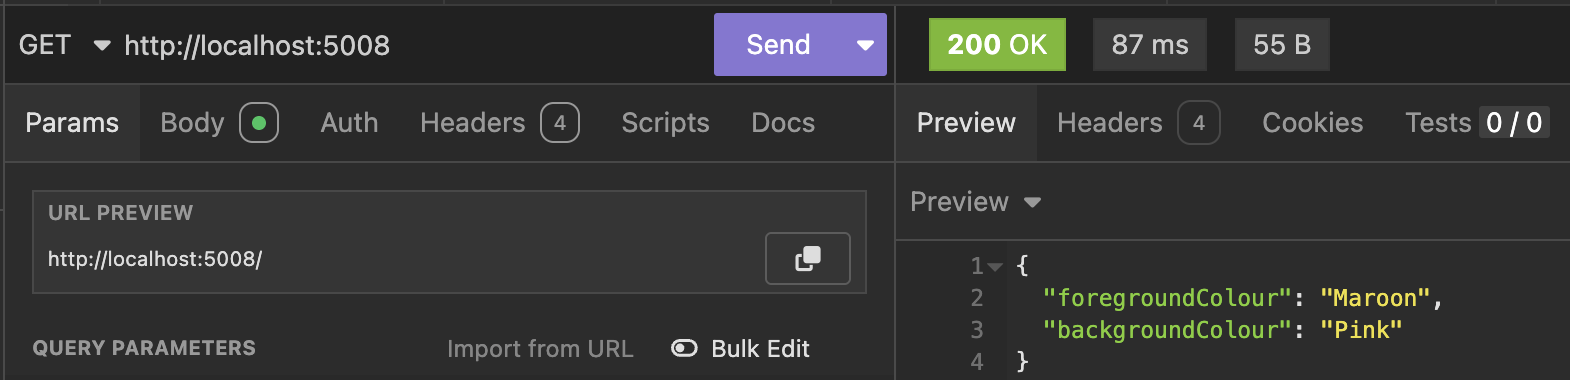 GET http://localhost:5008 Send 200 OK 87 ms 55 B
Params Body Auth Headers 4 Scripts Docs Preview Headers 4 Cookies Tests 0 / 0
URL PREVIEW
http://localhost:5008/
QUERY PARAMETERS Import from URL Bulk Edit
Preview
1 {
2 "foregroundColour": "Maroon",
3 "backgroundColour": "Pink"
4 }